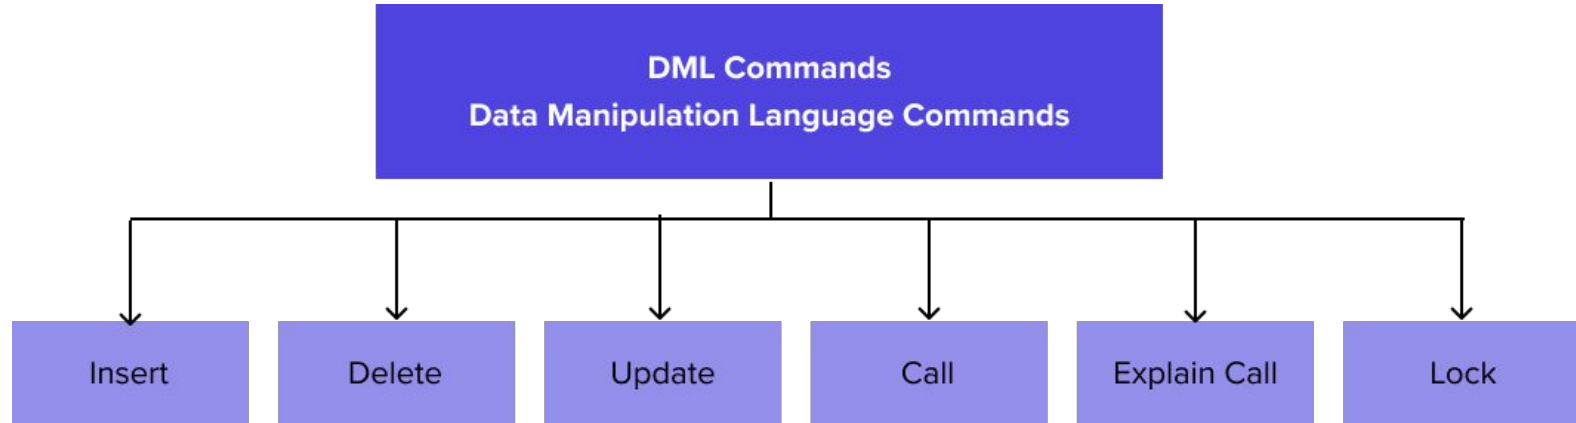 DML Commands
Data Manipulation Language Commands
Insert
Delete
Update
Call
Explain Call
Lock